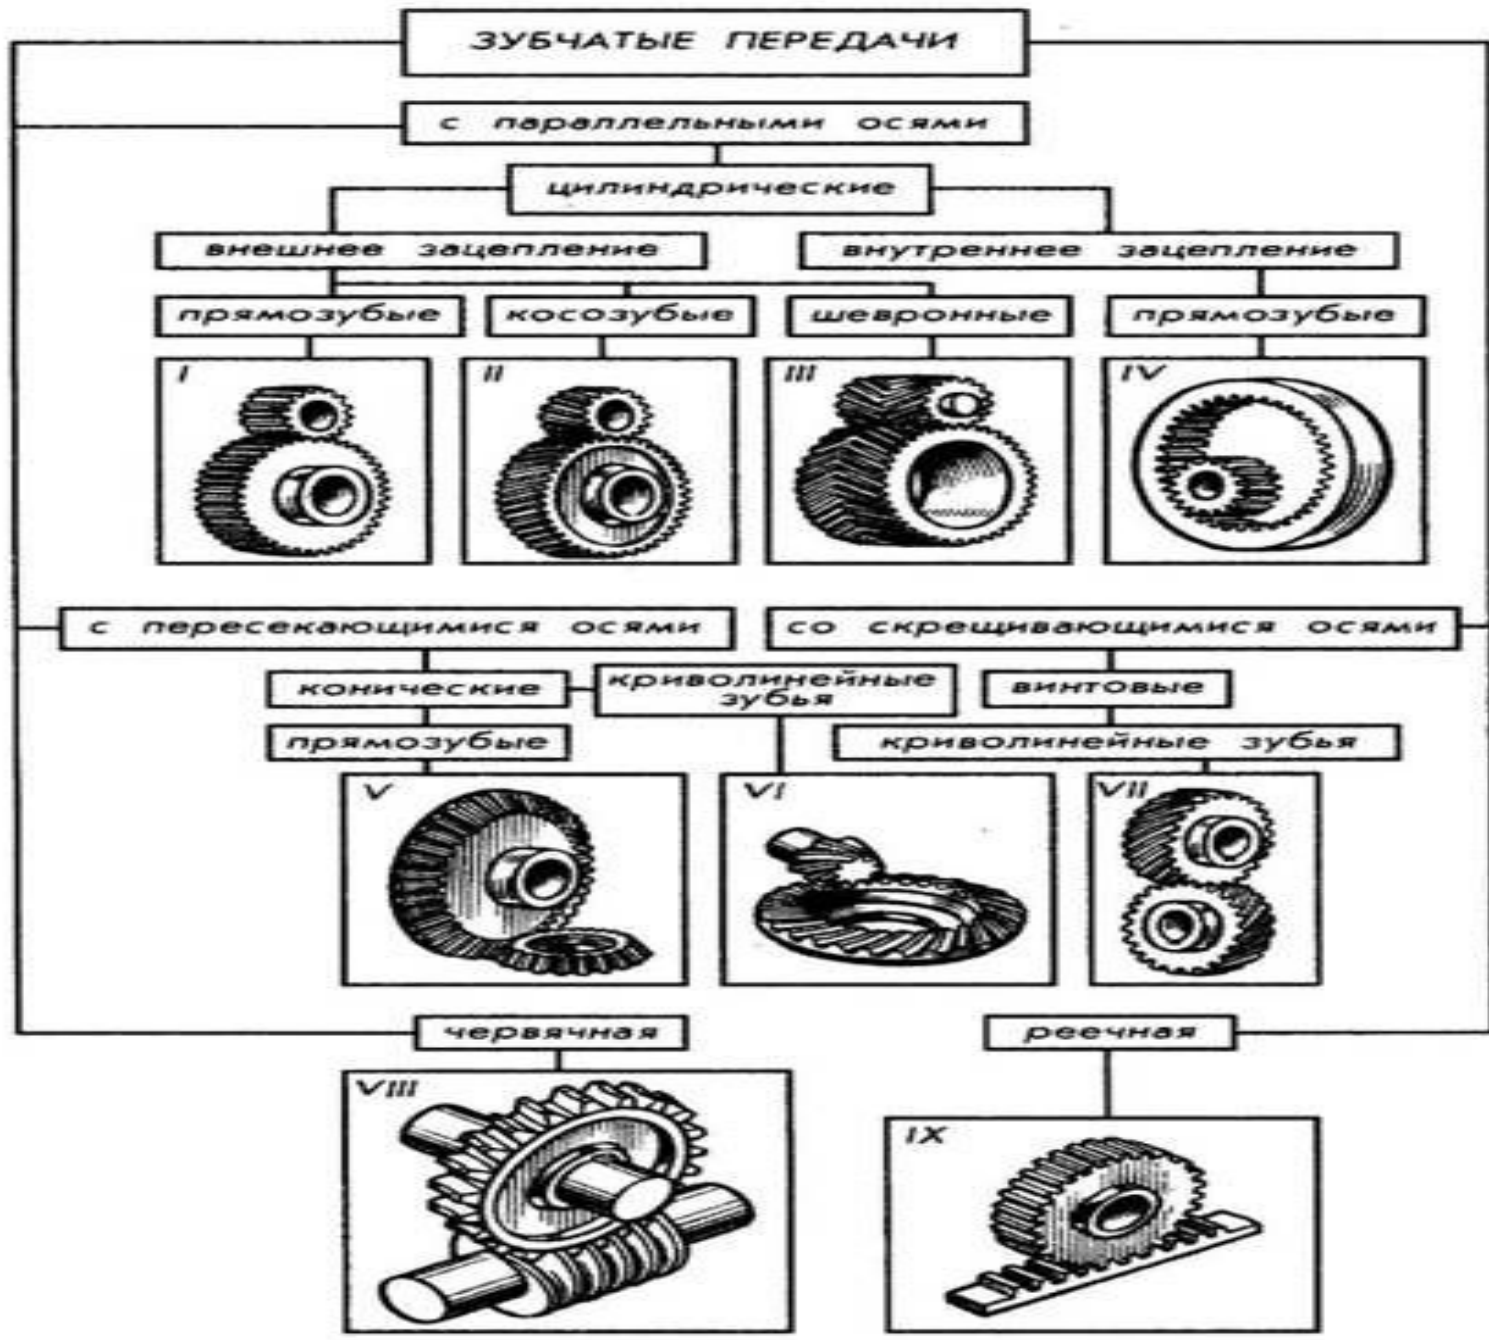 ЗУБЧАТЫЕ ПЕРЕДАЧИ
с параллельными осями
цилиндрические
внешнее зацепление
внутреннее зацепление
прямозубые
косозубые
шевронные
прямозубые
I
II
III
IV
с пересекающимися осями
со скрещивающимися осями
конические
криволинейные
зубья
винтовые
прямозубые
криволинейные зубья
V
VI
VII
червячная
реечная
VIII
IX